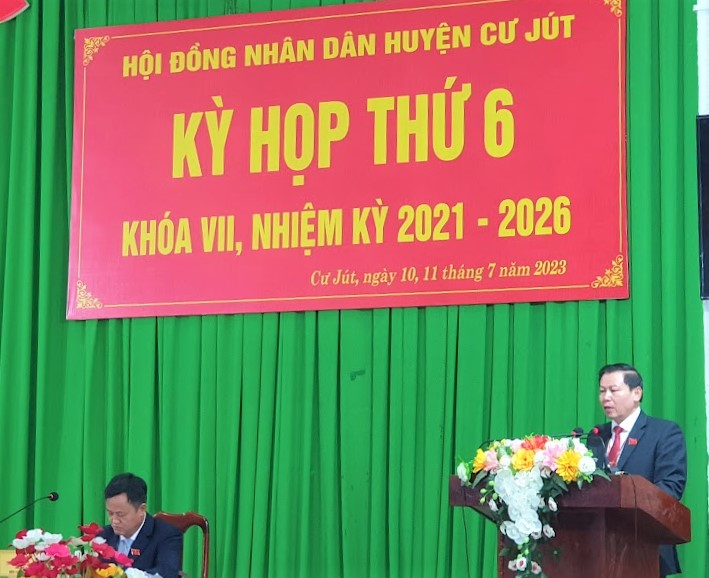 HỘI ĐỒNG NHÂN DÂN HUYỆN CƯ JÚT
KỲ HỌP THỨ 6
KHÓA VII, NHIỆM KỲ 2021 - 2026
Cư Jút, ngày 10, 11 tháng 7 năm 2023